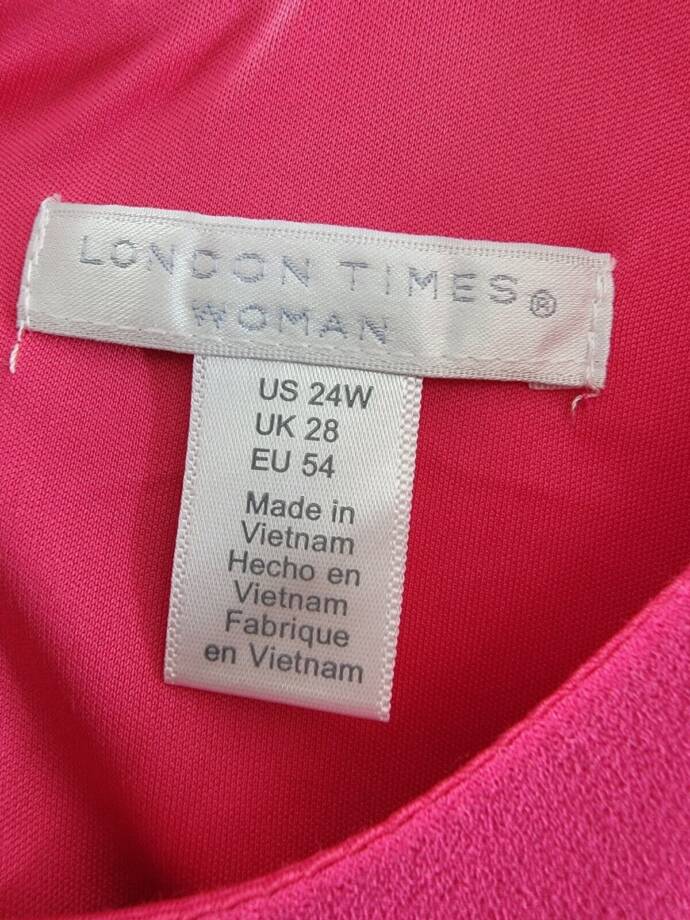 LONDON TIMES®
WOMAN
US 24W
UK 28
EU 54
Made in
Vietnam
Hecho en
Vietnam
Fabrique
en Vietnam